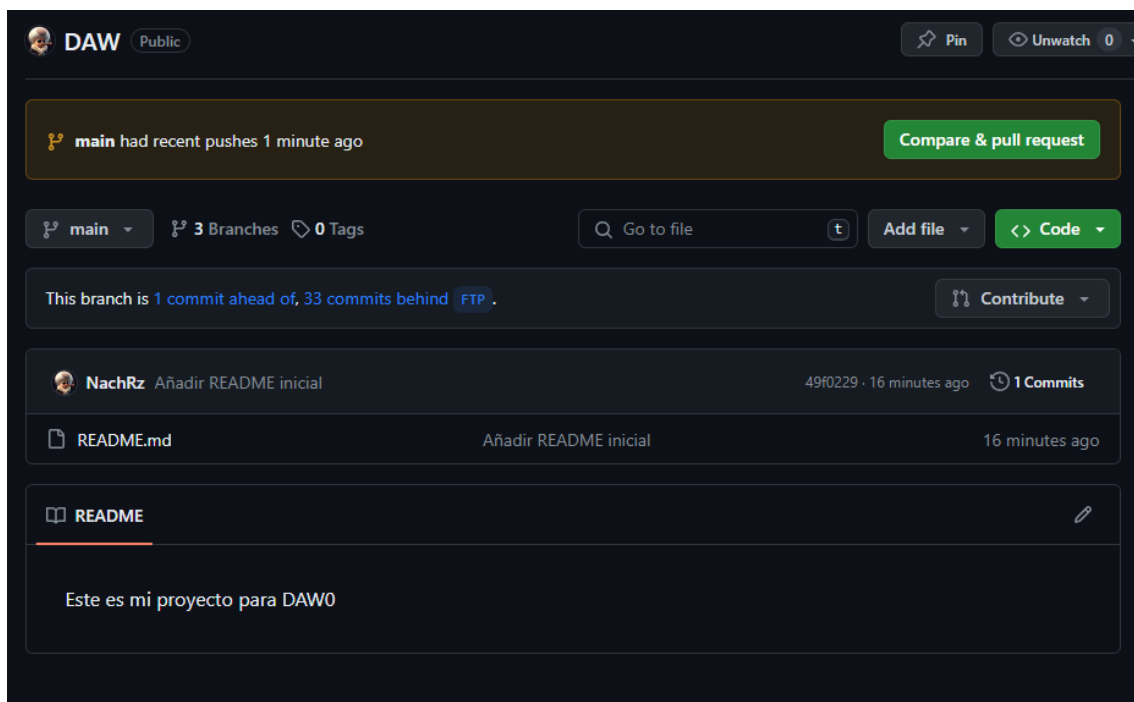 DAW Public Pin Unwatch 0
main had recent pushes 1 minute ago Compare & pull request
main 3 Branches 0 Tags Go to file t Add file Code
This branch is 1 commit ahead of, 33 commits behind FTP . Contribute
NachRz Añadir README inicial 49f0229 · 16 minutes ago 1 Commits
README.md Añadir README inicial 16 minutes ago
README
Este es mi proyecto para DAW0